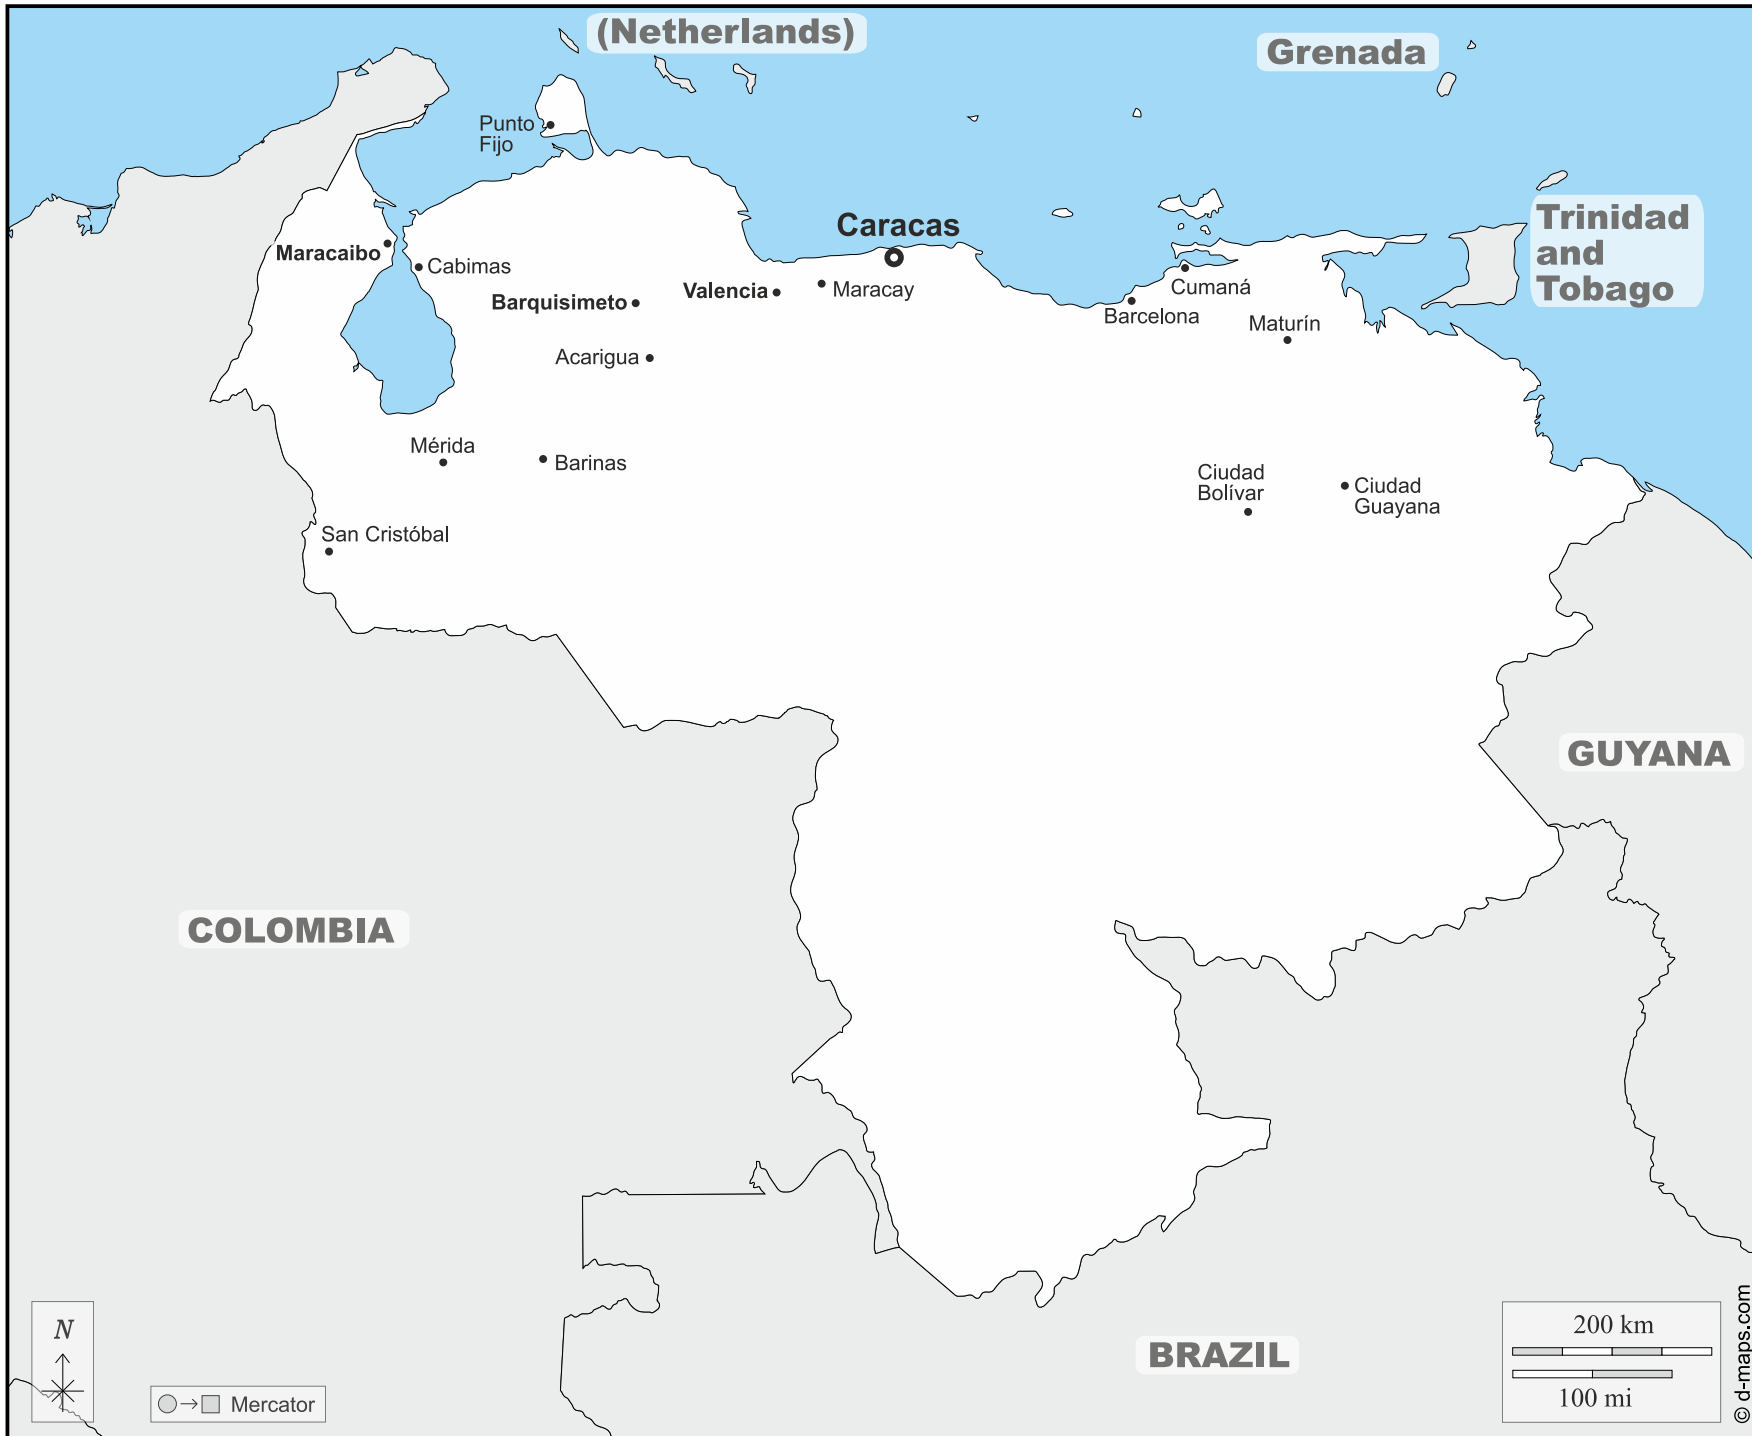 (Netherlands)
Grenada
Punto
Fijo
Trinidad
and
Tobago
Caracas
Maracaibo
Cabimas
Barquisimeto
Valencia
Maracay
Cumaná
Barcelona
Maturín
Acarigua
Mérida
Barinas
Ciudad
Bolívar
Ciudad
Guayana
San Cristóbal
GUYANA
COLOMBIA
BRAZIL
N
Mercator
200 km
100 mi
© d-maps.com